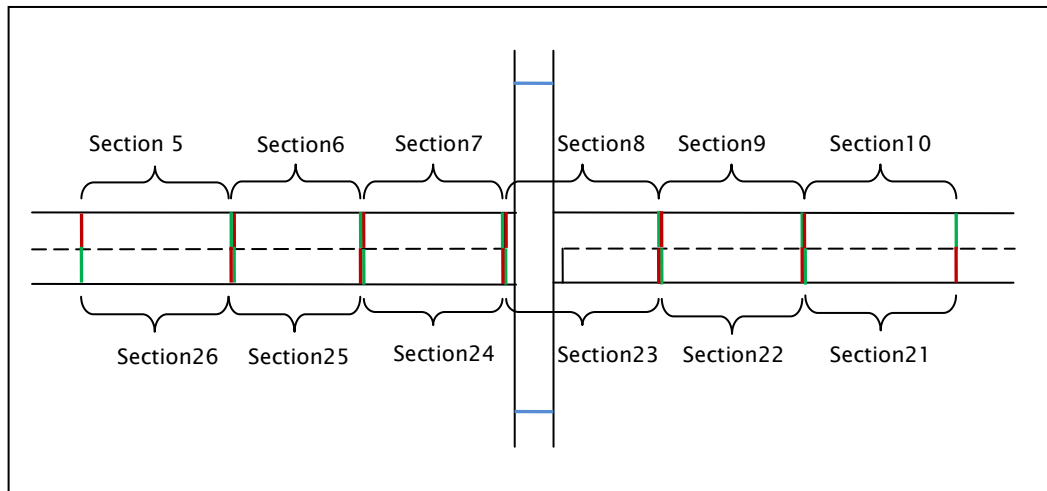 Section 5
Section6
Section7
Section8
Section9
Section10
Section26
Section25
Section24
Section23
Section22
Section21